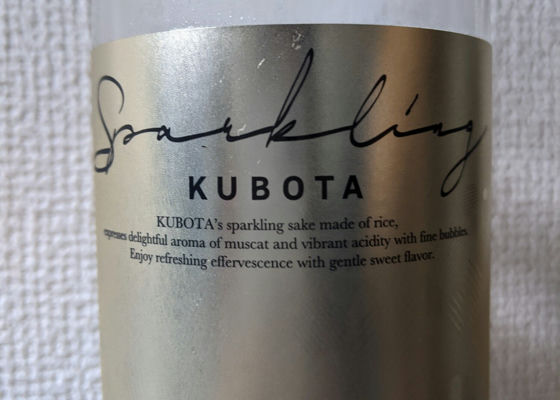 Sparkling
KUBOTA
KUBOTA's sparkling sake made of rice,
expresses delightful aroma of muscat and vibrant acidity with fine bubbles.
Enjoy refreshing effervescence with gentle sweet flavor.